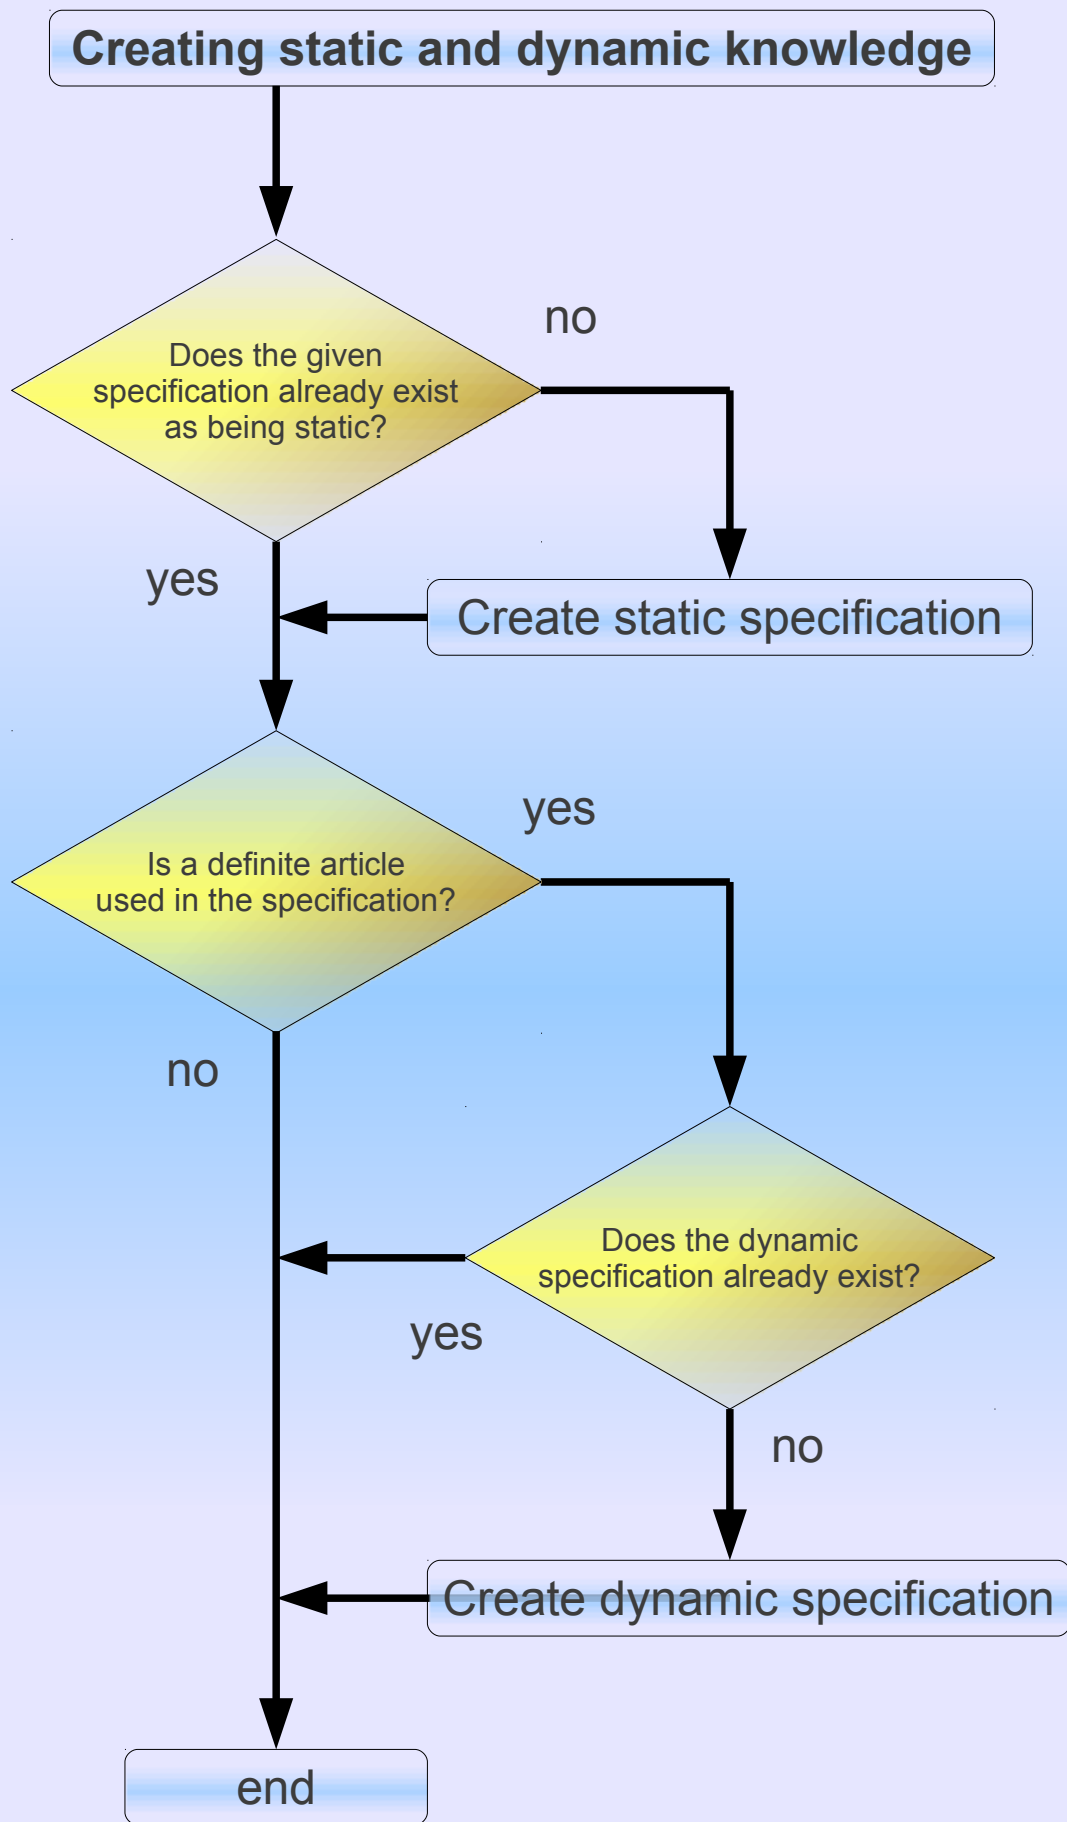 Creating static and dynamic knowledge
no
Does the given
specification already exist
as being static?
yes
Create static specification
yes
Is a definite article
used in the specification?
no
Does the dynamic
specification already exist?
yes
no
Create dynamic specification
end